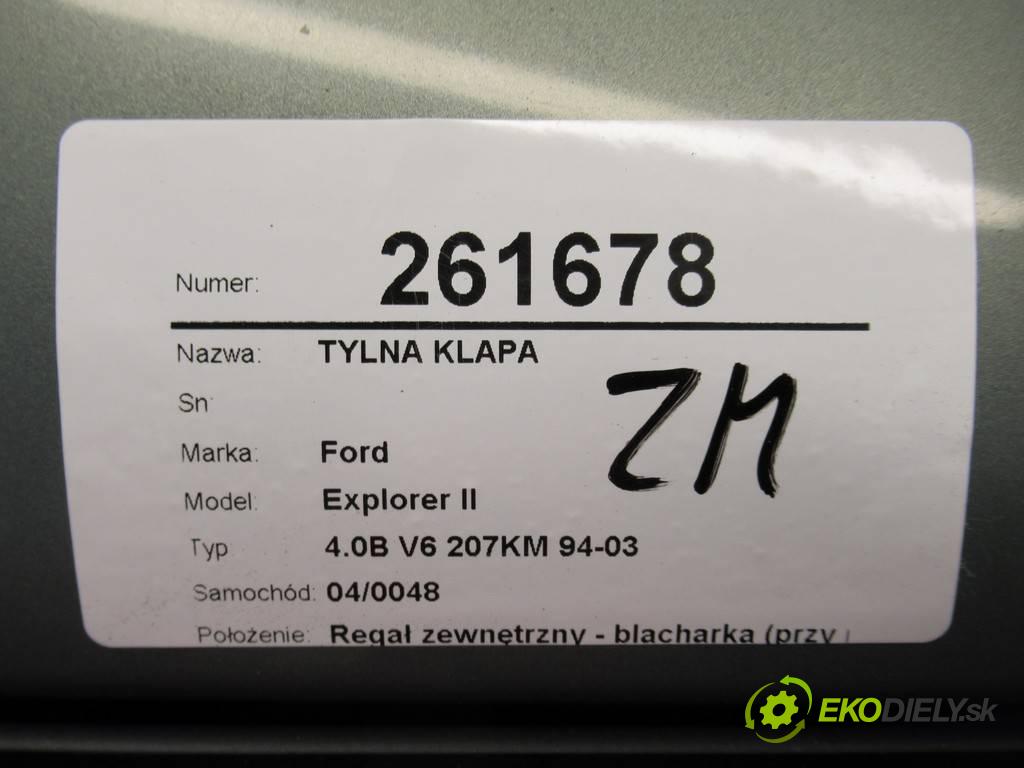 Numer: 261678
Nazwa: TYLNA KLAPA
Sn:
ZM
Marka: Ford
Model: Explorer II
Typ 4.0B V6 207KM 94-03
Samochód: 04/0048
Położenie: Regał zewnętrzny - blacharka (przy
EKODIELY.sk